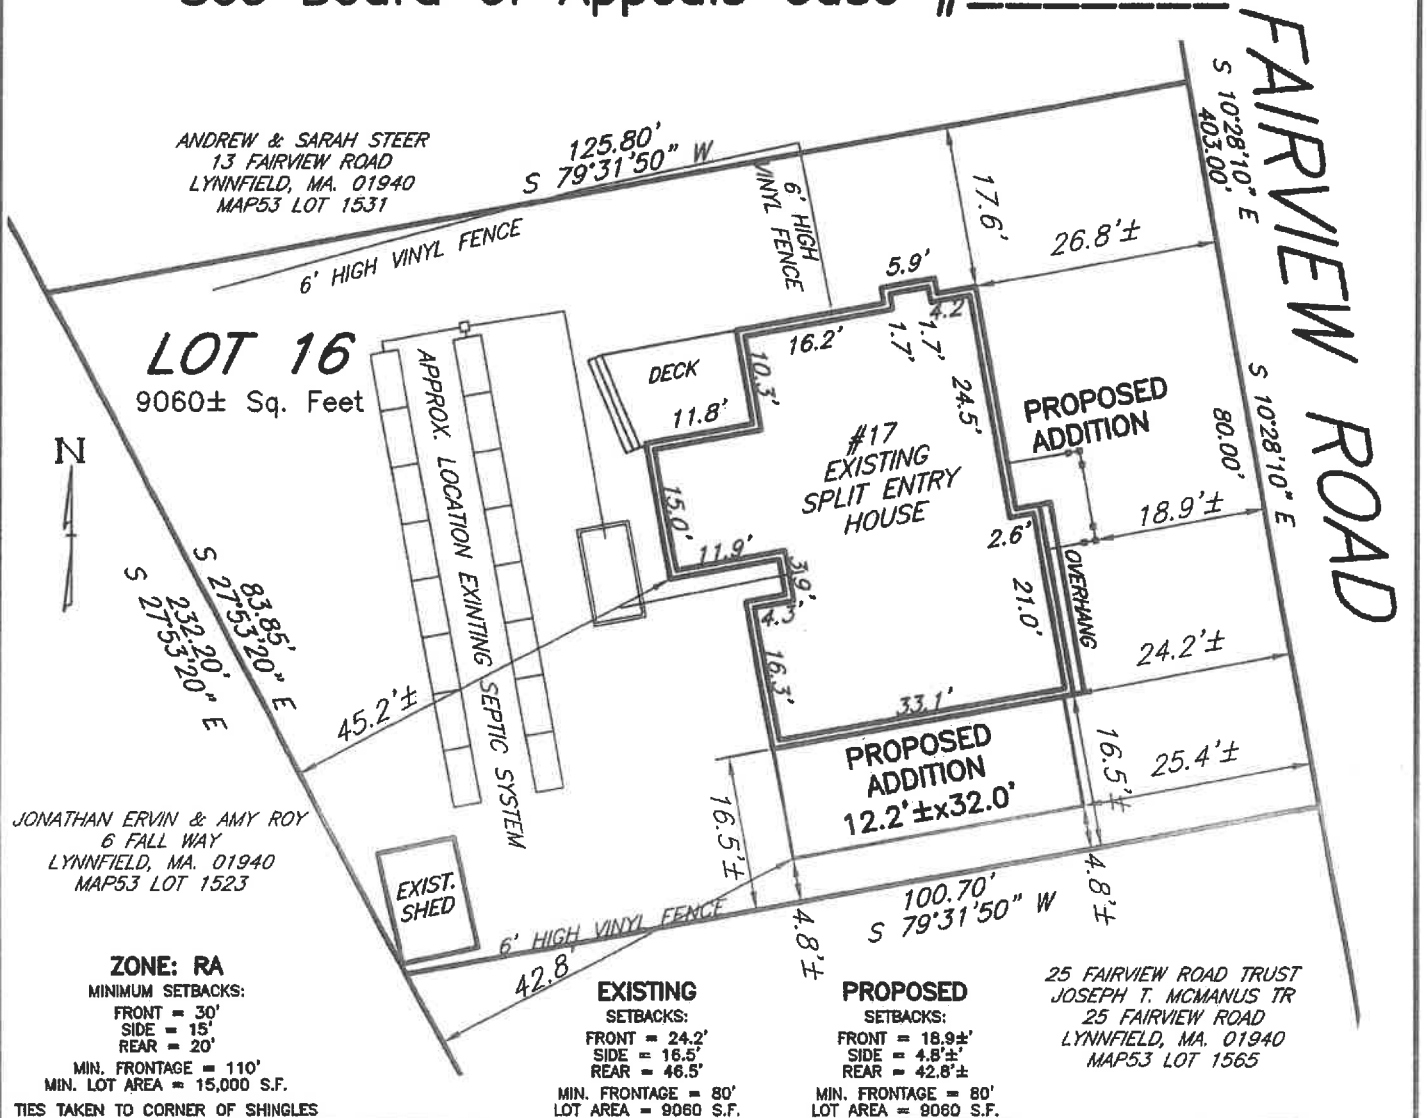 See Board of Appeals Case #________
FAIRVIEW ROAD
S 10°28'10" E
403.00'
ANDREW & SARAH STEER
13 FAIRVIEW ROAD
LYNNFIELD, MA. 01940
MAP53 LOT 1531
125.80'
S 79°31'50" W
6' HIGH VINYL FENCE
6' HIGH
VINYL FENCE
17.6'
26.8'±
5.9'
4.2
1.7'
1.7'
16.2'
LOT 16
9060± Sq. Feet
DECK
10.3'
11.8'
24.5'
PROPOSED
ADDITION
S 10°28'10" E
80.00'
N
APPROX. LOCATION EXINTING SEPTIC SYSTEM
#17
EXISTING
SPLIT ENTRY
HOUSE
15.0'
11.9'
3.9'
4.3'
2.6'
18.9'±
OVERHANG
21.0'
83.85'
S 27°53'20" E
232.20'
S 27°53'20" E
45.2'±
16.3'
33.1'
24.2'±
PROPOSED
ADDITION
12.2'±x32.0'
16.5'±
25.4'±
16.5'±
JONATHAN ERVIN & AMY ROY
6 FALL WAY
LYNNFIELD, MA. 01940
MAP53 LOT 1523
EXIST.
SHED
6' HIGH VINYL FENCE
42.8'
4.8'±
4.8'±
100.70'
S 79°31'50" W
ZONE: RA
MINIMUM SETBACKS:
FRONT = 30'
SIDE = 15'
REAR = 20'
MIN. FRONTAGE = 110'
MIN. LOT AREA = 15,000 S.F.
TIES TAKEN TO CORNER OF SHINGLES
EXISTING
SETBACKS:
FRONT = 24.2'
SIDE = 16.5'
REAR = 46.5'
MIN. FRONTAGE = 80'
LOT AREA = 9060 S.F.
PROPOSED
SETBACKS:
FRONT = 18.9±'
SIDE = 4.8'±'
REAR = 42.8'±
MIN. FRONTAGE = 80'
LOT AREA = 9060 S.F.
25 FAIRVIEW ROAD TRUST
JOSEPH T. MCMANUS TR
25 FAIRVIEW ROAD
LYNNFIELD, MA. 01940
MAP53 LOT 1565